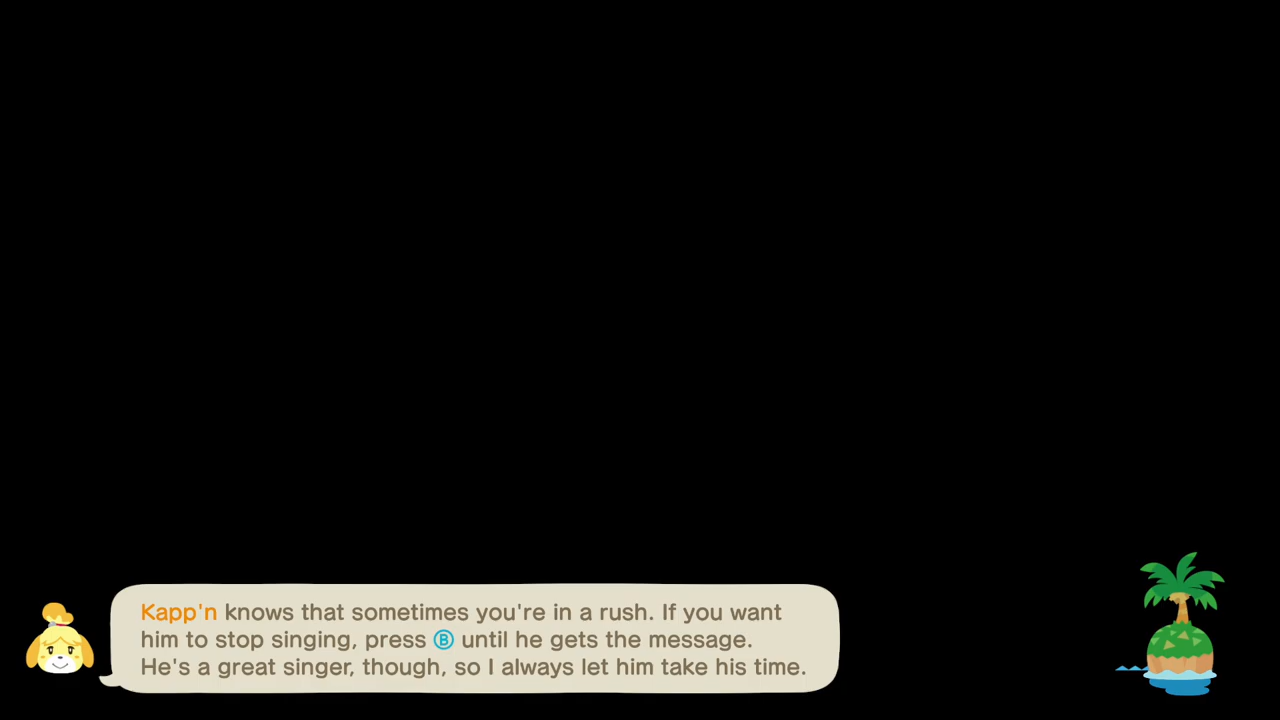 Kapp'n knows that sometimes you're in a rush. If you want
him to stop singing, press Ⓑ until he gets the message.
He's a great singer, though, so I always let him take his time.